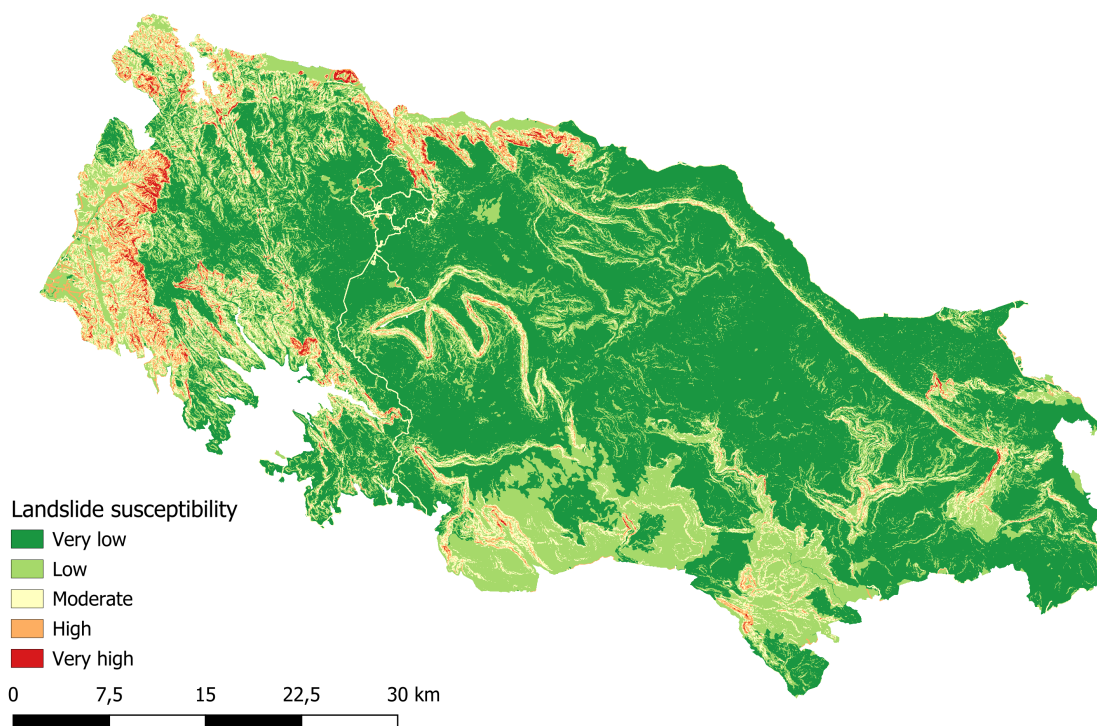 Landslide susceptibility
Very low
Low
Moderate
High
Very high
0 7,5 15 22,5 30 km